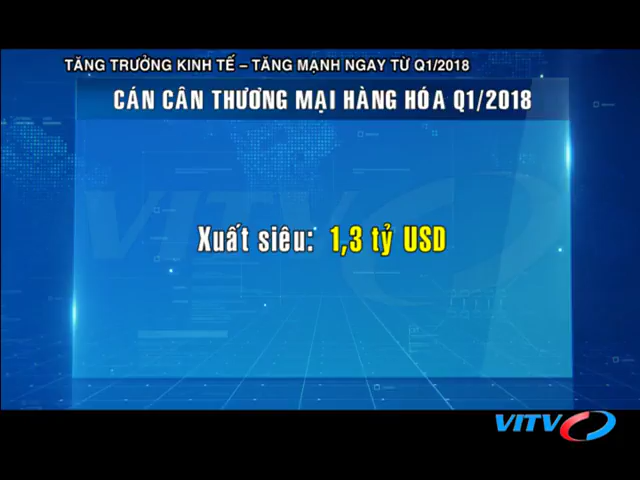 TĂNG TRƯỞNG KINH TẾ – TĂNG MẠNH NGAY TỪ Q1/2018
CÁN CÂN THƯƠNG MẠI HÀNG HÓA Q1/2018
VITV
Xuất siêu: 1,3 tỷ USD
VITV